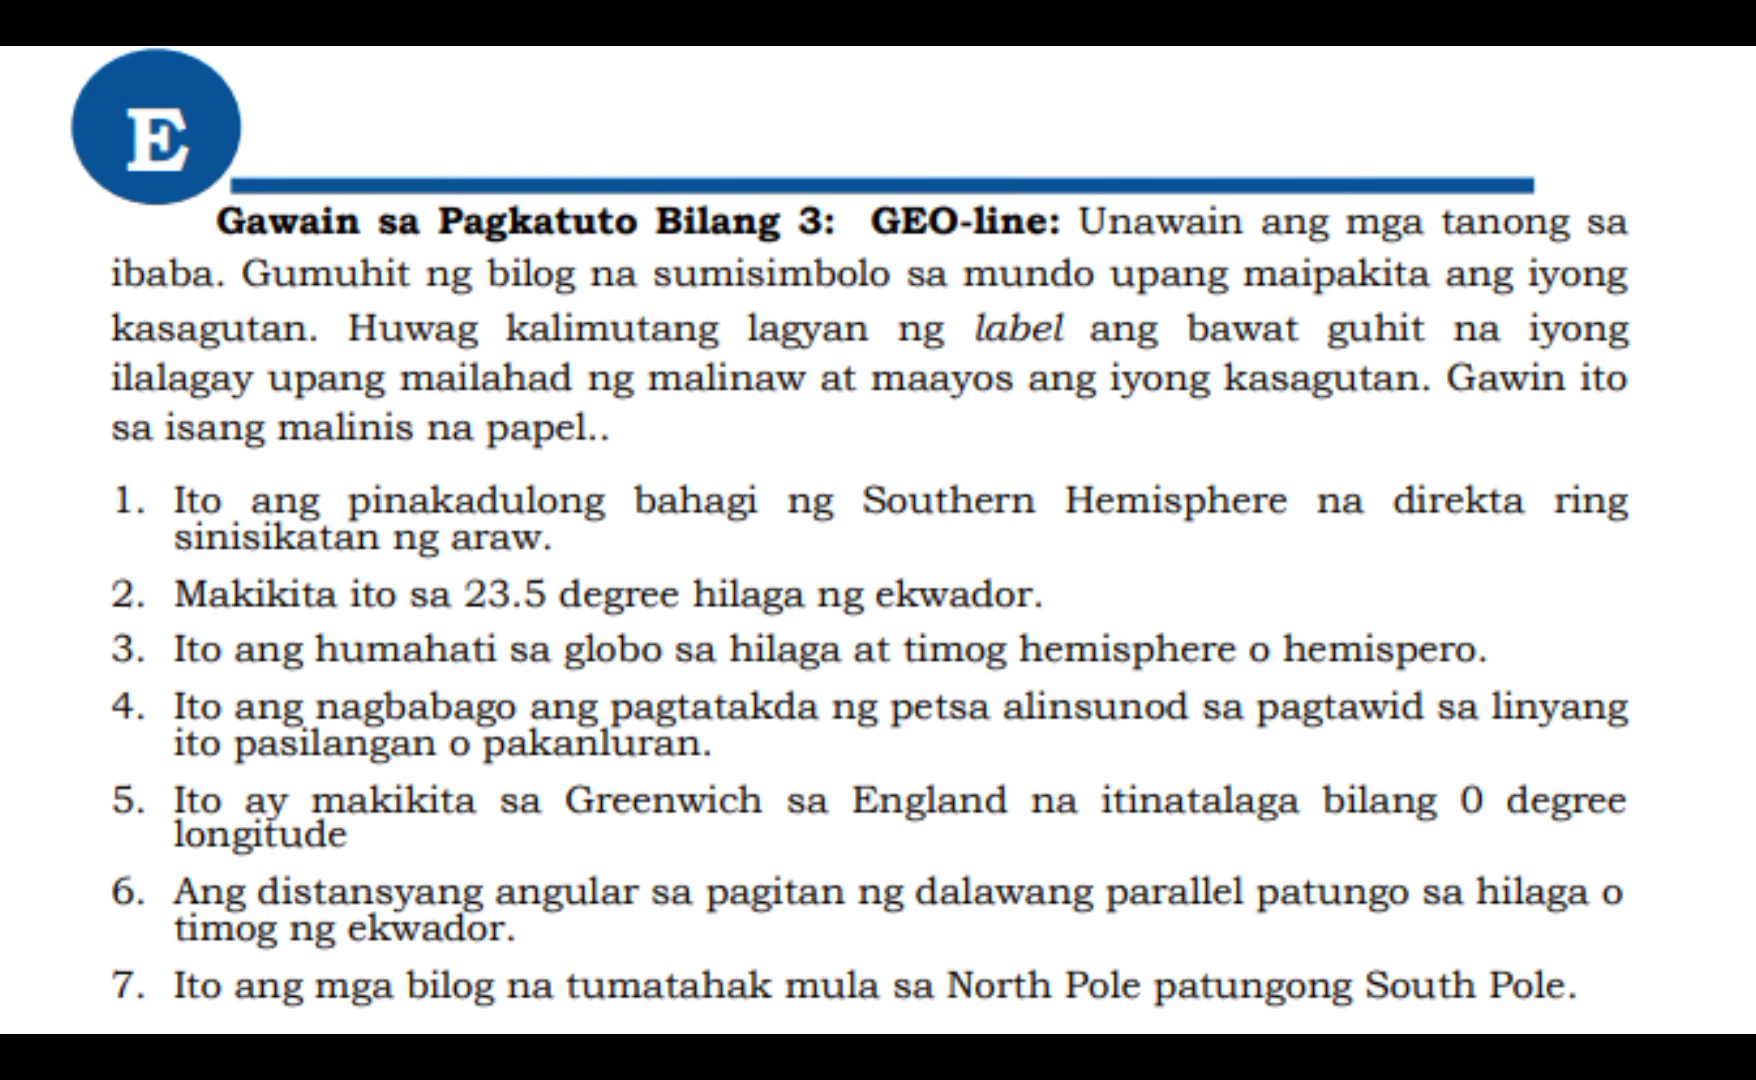 E
Gawain sa Pagkatuto Bilang 3: GEO-line: Unawain ang mga tanong sa
ibaba. Gumuhit ng bilog na sumisimbolo sa mundo upang maipakita ang iyong
kasagutan. Huwag kalimutang lagyan ng label ang bawat guhit na iyong
ilalagay upang mailahad ng malinaw at maayos ang iyong kasagutan. Gawin ito
sa isang malinis na papel..
1. Ito ang pinakadulong bahagi ng Southern Hemisphere na direkta ring
sinisikatan ng araw.
2. Makikita ito sa 23.5 degree hilaga ng ekwador.
3. Ito ang humahati sa globo sa hilaga at timog hemisphere o hemispero.
4. Ito ang nagbabago ang pagtatakda ng petsa alinsunod sa pagtawid sa linyang
ito pasilangan o pakanluran.
5. Ito ay makikita sa Greenwich sa England na itinatalaga bilang 0 degree
longitude
6. Ang distansyang angular sa pagitan ng dalawang parallel patungo sa hilaga o
timog ng ekwador.
7. Ito ang mga bilog na tumatahak mula sa North Pole patungong South Pole.